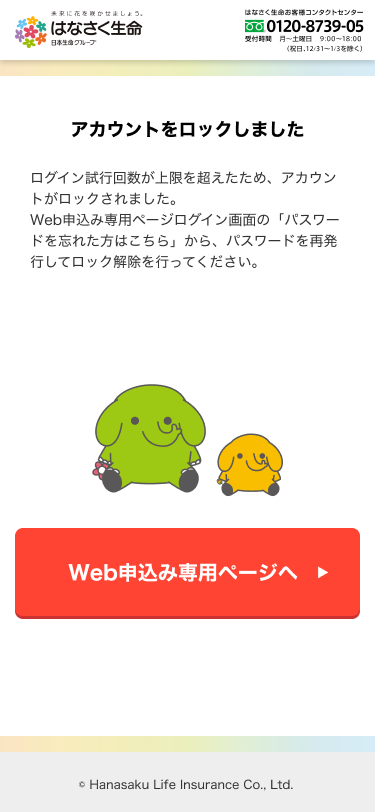 未来に花を咲かせましょう。
はなさく生命
日本生命グループ
はなさく生命お客様コンタクトセンター
0120-8739-05
受付時間 月〜土曜日 9:00〜18:00
(祝日、12/31〜1/3を除く)
アカウントをロックしました
ログイン試行回数が上限を超えたため、アカウン
トがロックされました。
Web申込み専用ページログイン画面の「パスワー
ドを忘れた方はこちら」から、パスワードを再発
行してロック解除を行ってください。
Web申込み専用ページへ
© Hanasaku Life Insurance Co., Ltd.